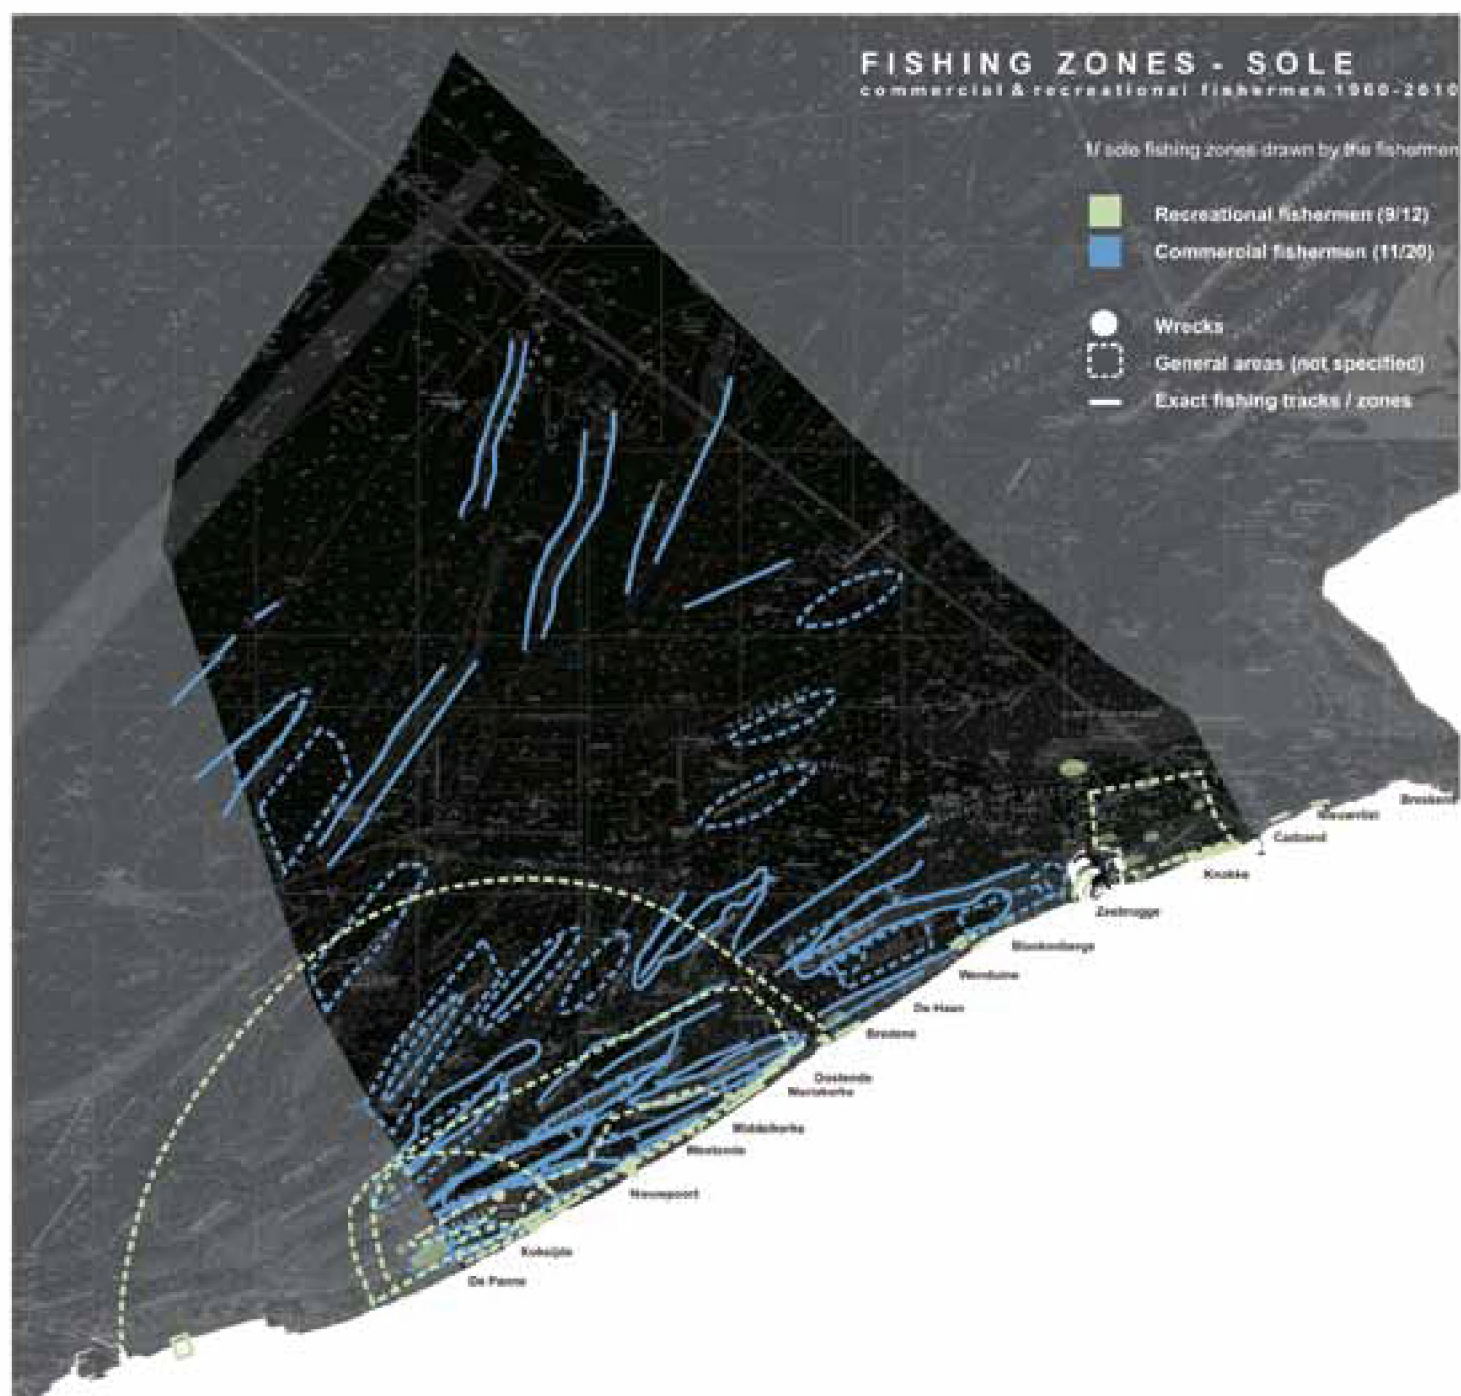 FISHING ZONES - SOLE
commercial & recreational fishermen 1960-2010
sole fishing zones drawn by the fishermen
Recreational fishermen (9/12)
Commercial fishermen (11/20)
Wrecks
General areas (not specified)
Exact fishing tracks / zones
Breskens
Nieuwvliet
Cadzand
Knokke
Zeebrugge
Blankenberge
Wenduine
De Haan
Bredene
Oostende
Mariakerke
Middelkerke
Westende
Nieuwpoort
Koksijde
De Panne